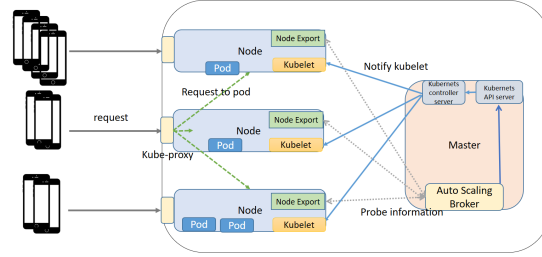 Node Export
Node
Pod
Kubelet
Notify kubelet
Request to pod
Kubernets
controller
server
Kubernets
API server
request
Node Export
Node
Kube-proxy
Pod
Kubelet
Master
Auto Scaling
Broker
Node Export
Node
Probe information
Pod
Pod
Kubelet